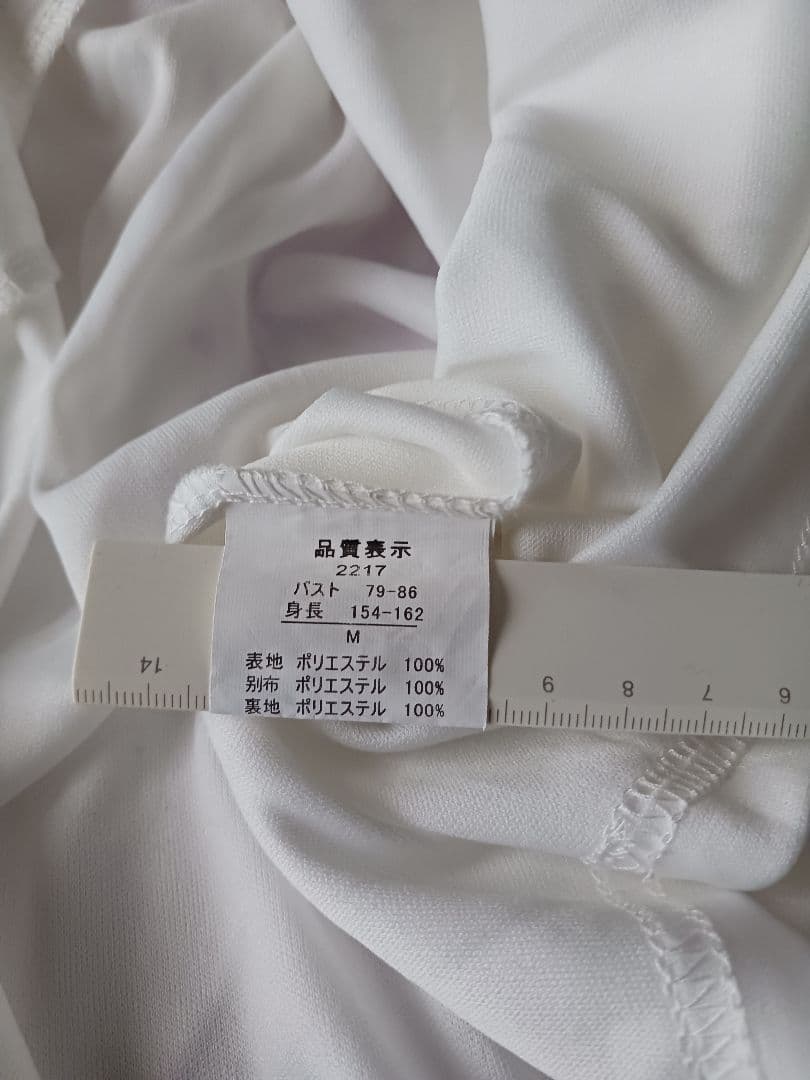 品質表示
2217
バスト 79-86
身長 154-162
M
表地 ポリエステル 100%
别布 ポリエステル 100%
裏地 ポリエステル 100%
14
9 8 7 6